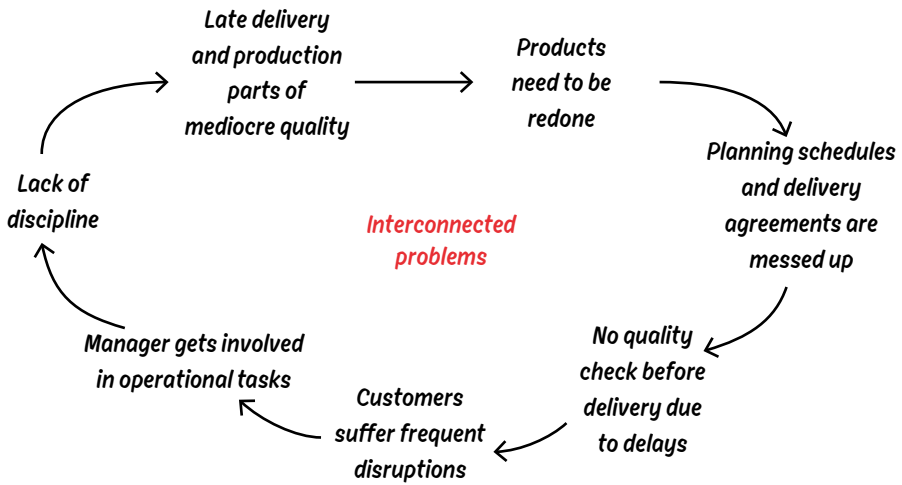 Late delivery
and production
parts of
mediocre quality
Products
need to be
redone
Planning schedules
and delivery
agreements are
messed up
No quality
check before
delivery due
to delays
Customers
suffer frequent
disruptions
Manager gets involved
in operational tasks
Lack of
discipline
Interconnected
problems